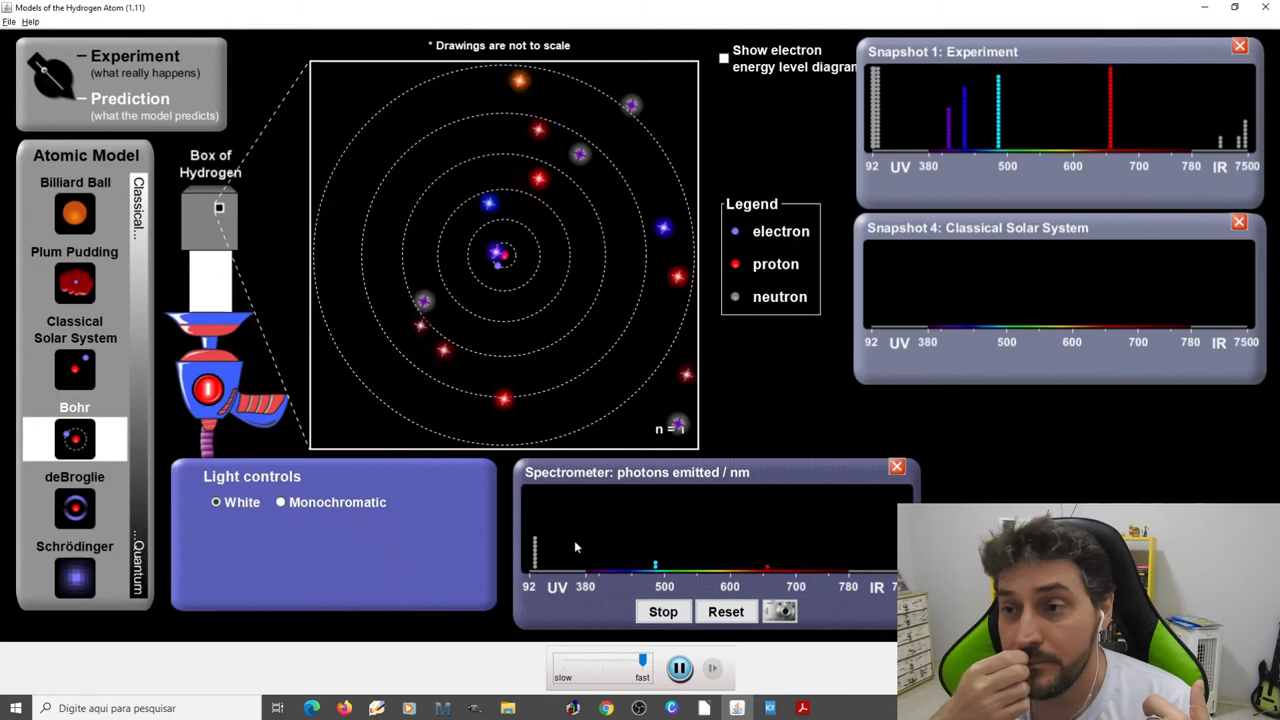 Models of the Hydrogen Atom (1.11)
File Help
Experiment
(what really happens)
Prediction
(what the model predicts)
Atomic Model
Billiard Ball
Plum Pudding
Classical
Solar System
Bohr
deBroglie
Schrödinger
Classical...
...Quantum
Box of
Hydrogen
* Drawings are not to scale
Show electron
energy level diagram
Legend
electron
proton
neutron
Snapshot 1: Experiment
92 UV 380 500 600 700 780 IR 7500
Snapshot 4: Classical Solar System
92 UV 380 500 600 700 780 IR 7500
Light controls
White Monochromatic
Spectrometer: photons emitted / nm
92 UV 380 500 600 700 780 IR
Stop Reset
slow fast
Digite aqui para pesquisar